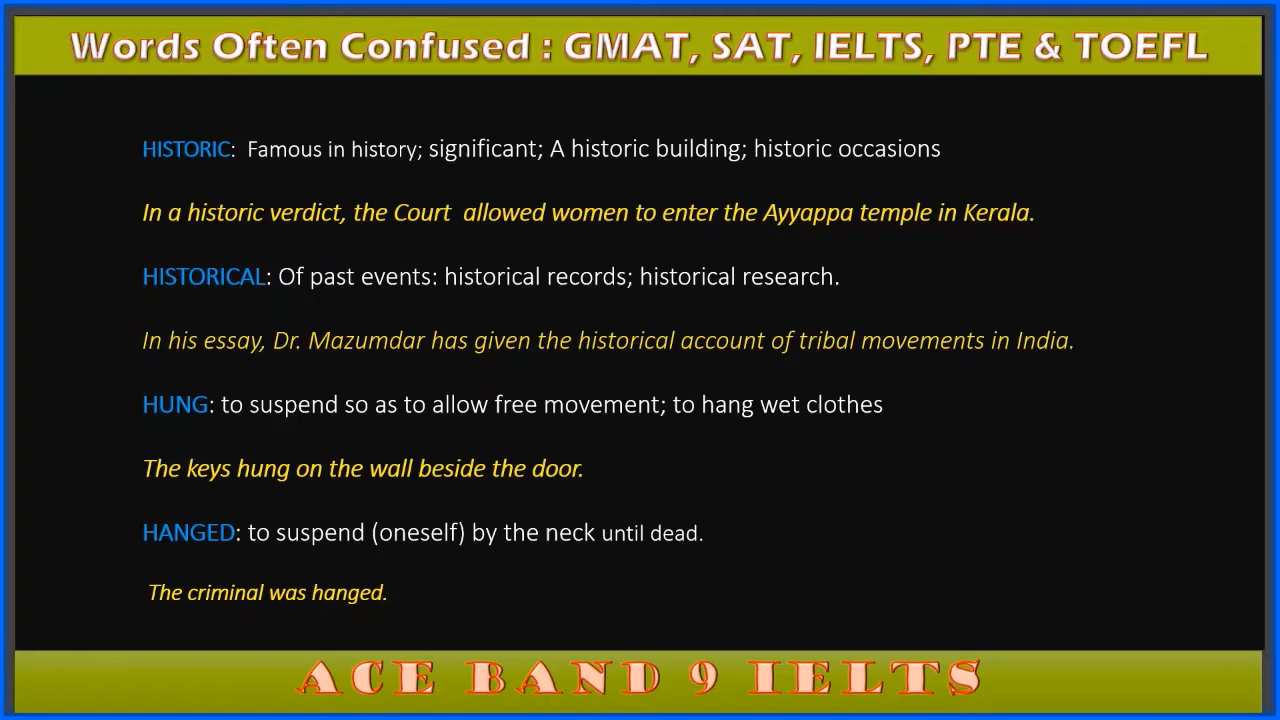 Words Often Confused : GMAT, SAT, IELTS, PTE & TOEFL
HISTORIC: Famous in history; significant; A historic building; historic occasions
In a historic verdict, the Court allowed women to enter the Ayyappa temple in Kerala.
HISTORICAL: Of past events: historical records; historical research.
In his essay, Dr. Mazumdar has given the historical account of tribal movements in India.
HUNG: to suspend so as to allow free movement; to hang wet clothes
The keys hung on the wall beside the door.
HANGED: to suspend (oneself) by the neck until dead.
The criminal was hanged.
ACE BAND 9 IELTS